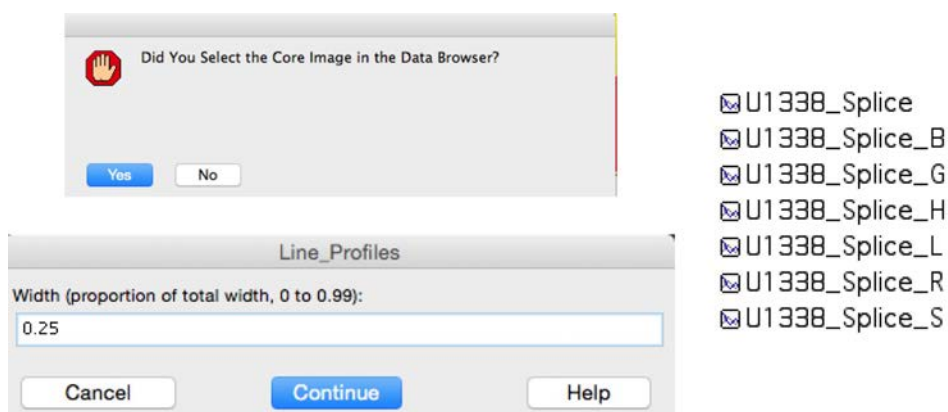 Did You Select the Core Image in the Data Browser?
Yes
No
Line_Profiles
Width (proportion of total width, 0 to 0.99):
0.25
Cancel
Continue
Help
U1338_Splice
U1338_Splice_B
U1338_Splice_G
U1338_Splice_H
U1338_Splice_L
U1338_Splice_R
U1338_Splice_S